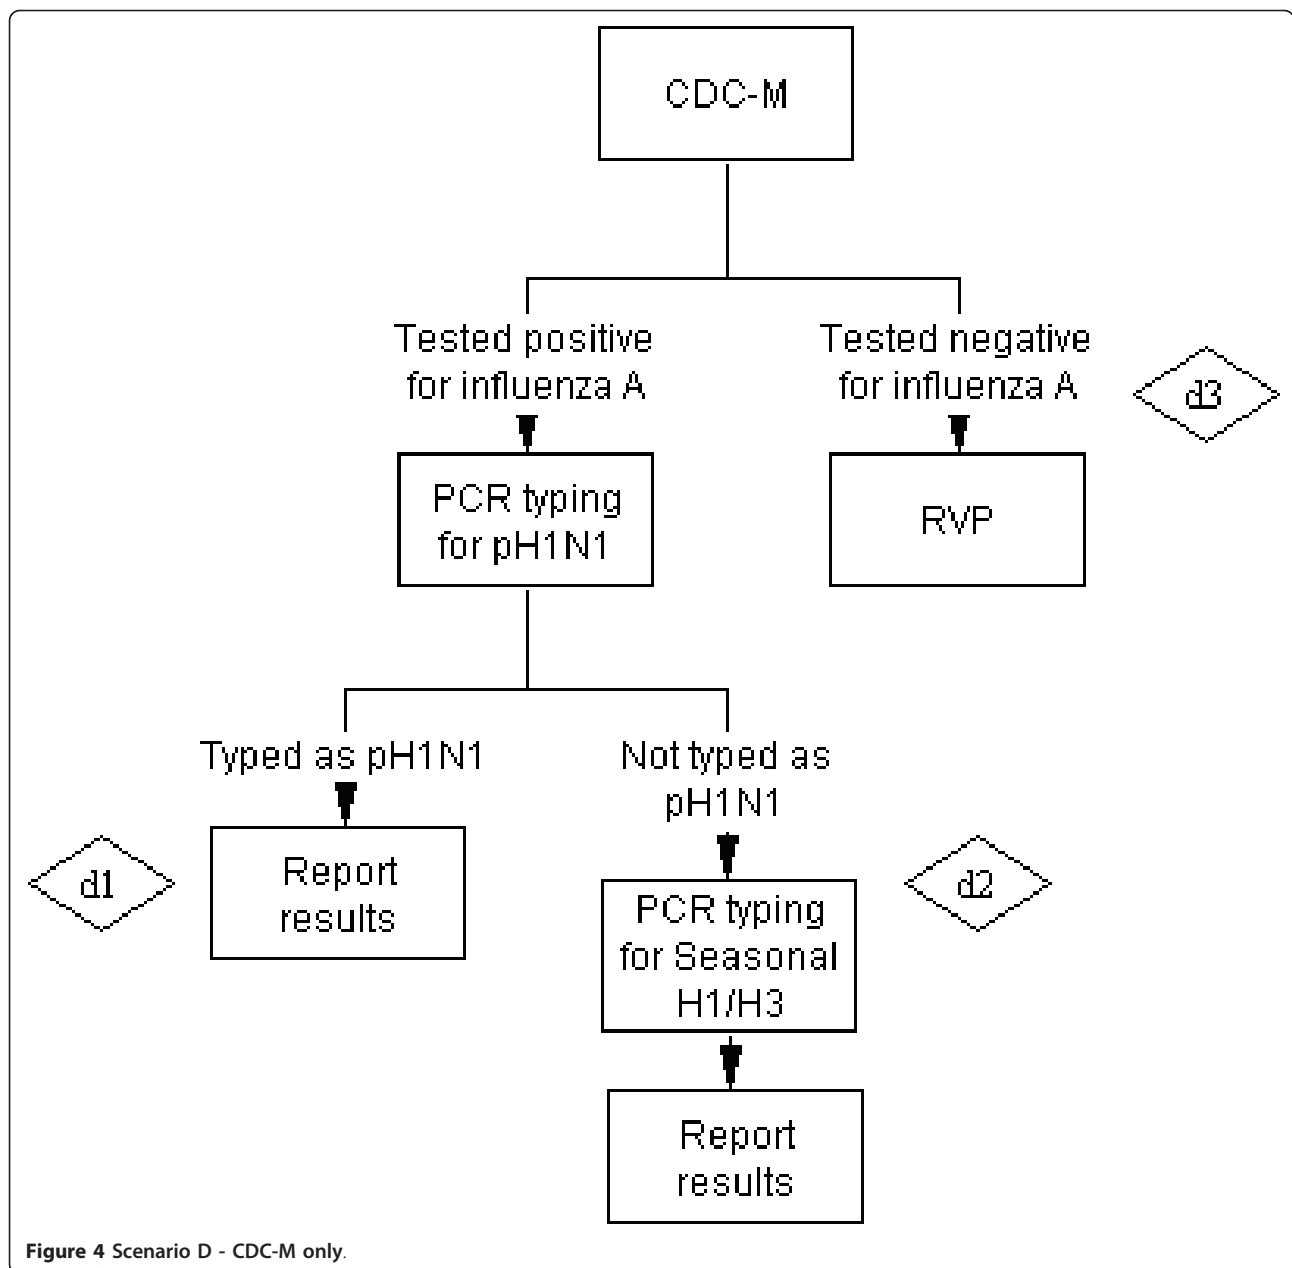 CDC-M
Tested positive
for influenza A
Tested negative
for influenza A
d3
PCR typing
for pH1N1
RVP
Typed as pH1N1
Not typed as
pH1N1
d1
Report
results
PCR typing
for Seasonal
H1/H3
d2
Report
results
Figure 4 Scenario D - CDC-M only.